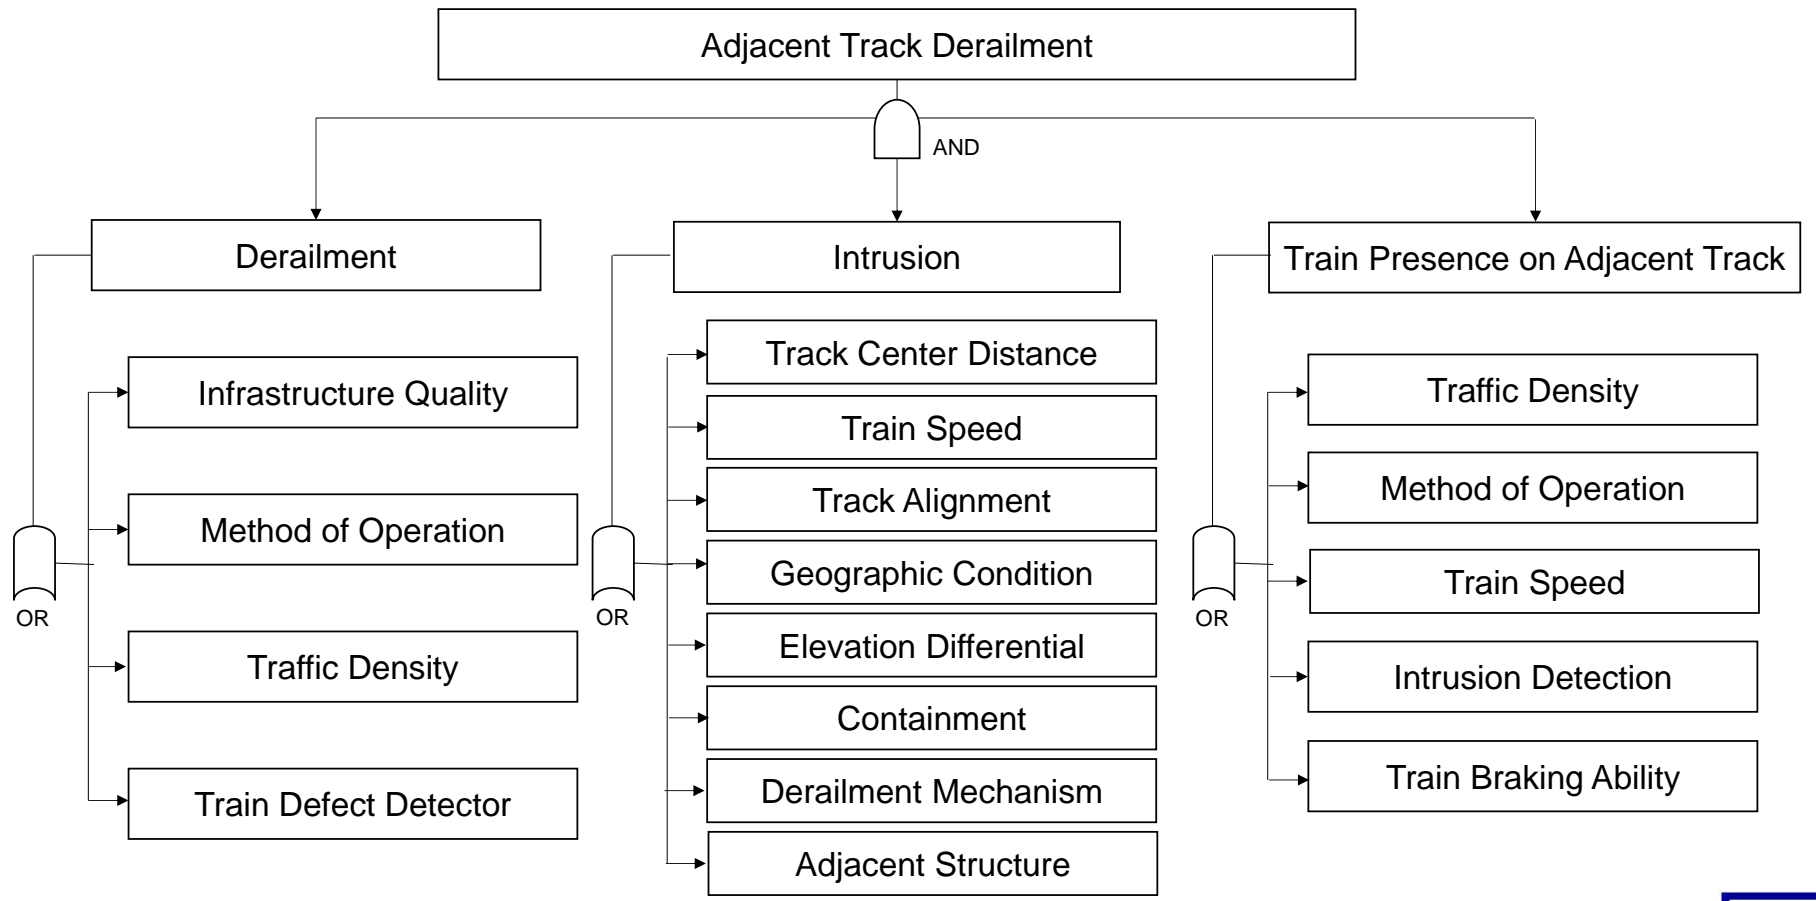 Adjacent Track Derailment
AND
Derailment
Intrusion
Train Presence on Adjacent Track
Infrastructure Quality
Method of Operation
Traffic Density
Train Defect Detector
OR
Track Center Distance
Train Speed
Track Alignment
Geographic Condition
Elevation Differential
Containment
Derailment Mechanism
Adjacent Structure
OR
Traffic Density
Method of Operation
Train Speed
Intrusion Detection
Train Braking Ability
OR